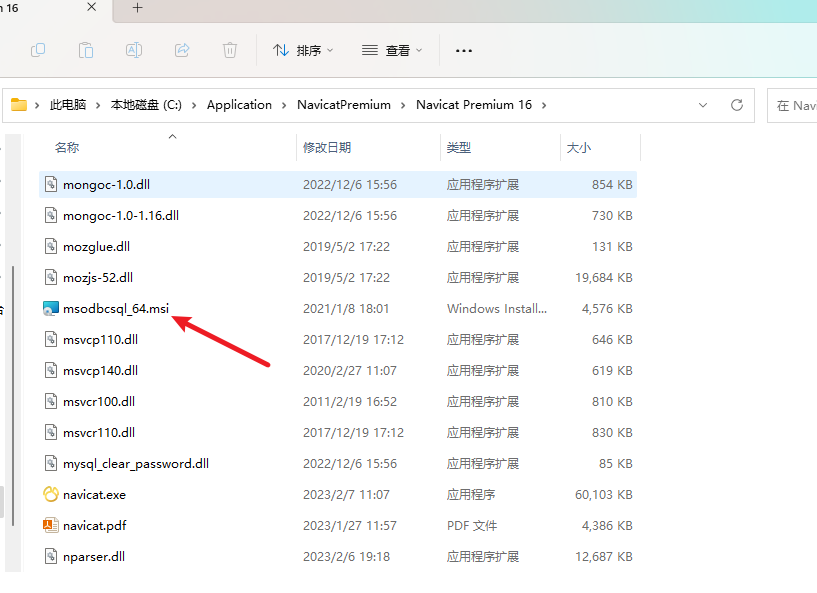 n 16
排序 查看
此电脑 本地磁盘 (C:) Application NavicatPremium Navicat Premium 16 在 Navi
名称 修改日期 类型 大小
mongoc-1.0.dll 2022/12/6 15:56 应用程序扩展 854 KB
mongoc-1.0-1.16.dll 2022/12/6 15:56 应用程序扩展 730 KB
mozglue.dll 2019/5/2 17:22 应用程序扩展 131 KB
mozjs-52.dll 2019/5/2 17:22 应用程序扩展 19,684 KB
msodbcsql_64.msi 2021/1/8 18:01 Windows Install... 4,576 KB
msvcp110.dll 2017/12/19 17:12 应用程序扩展 646 KB
msvcp140.dll 2020/2/27 11:07 应用程序扩展 619 KB
msvcr100.dll 2011/2/19 16:52 应用程序扩展 810 KB
msvcr110.dll 2017/12/19 17:12 应用程序扩展 830 KB
mysql_clear_password.dll 2022/12/6 15:56 应用程序扩展 85 KB
navicat.exe 2023/2/7 11:07 应用程序 60,103 KB
navicat.pdf 2023/1/27 11:57 PDF 文件 4,386 KB
nparser.dll 2023/2/6 19:18 应用程序扩展 12,687 KB